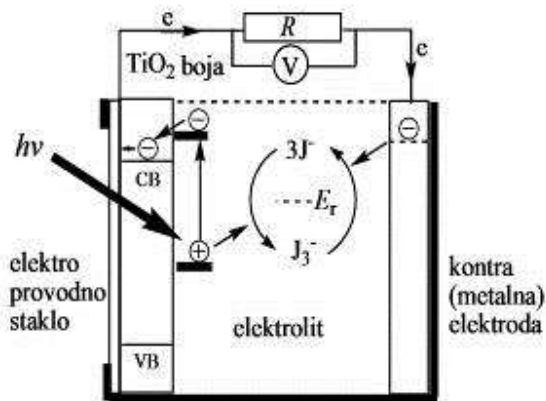 e
R
V
e
TiO₂ boja
hν
CB
3J⁻
Eᵣ
J₃⁻
elektro
provodno
staklo
elektrolit
kontra
(metalna)
elektroda
VB